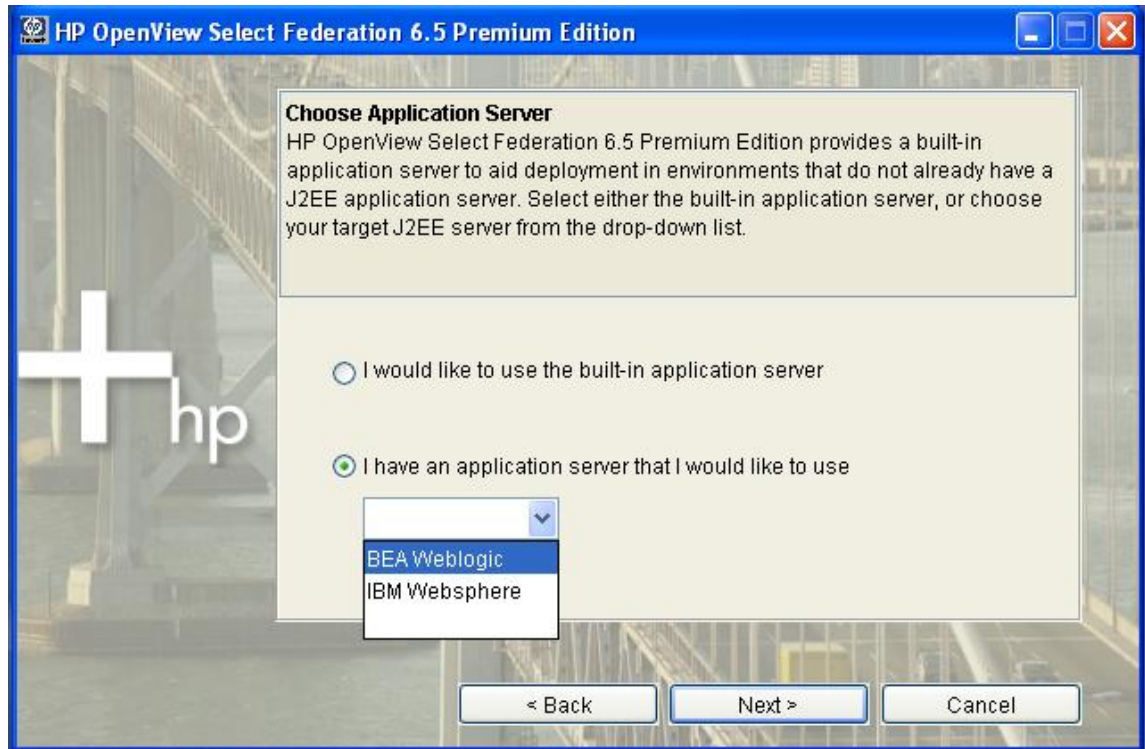 HP OpenView Select Federation 6.5 Premium Edition
Choose Application Server
HP OpenView Select Federation 6.5 Premium Edition provides a built-in
application server to aid deployment in environments that do not already have a
J2EE application server. Select either the built-in application server, or choose
your target J2EE server from the drop-down list.
I would like to use the built-in application server
hp
I have an application server that I would like to use
BEA Weblogic
IBM Websphere
< Back
Next >
Cancel